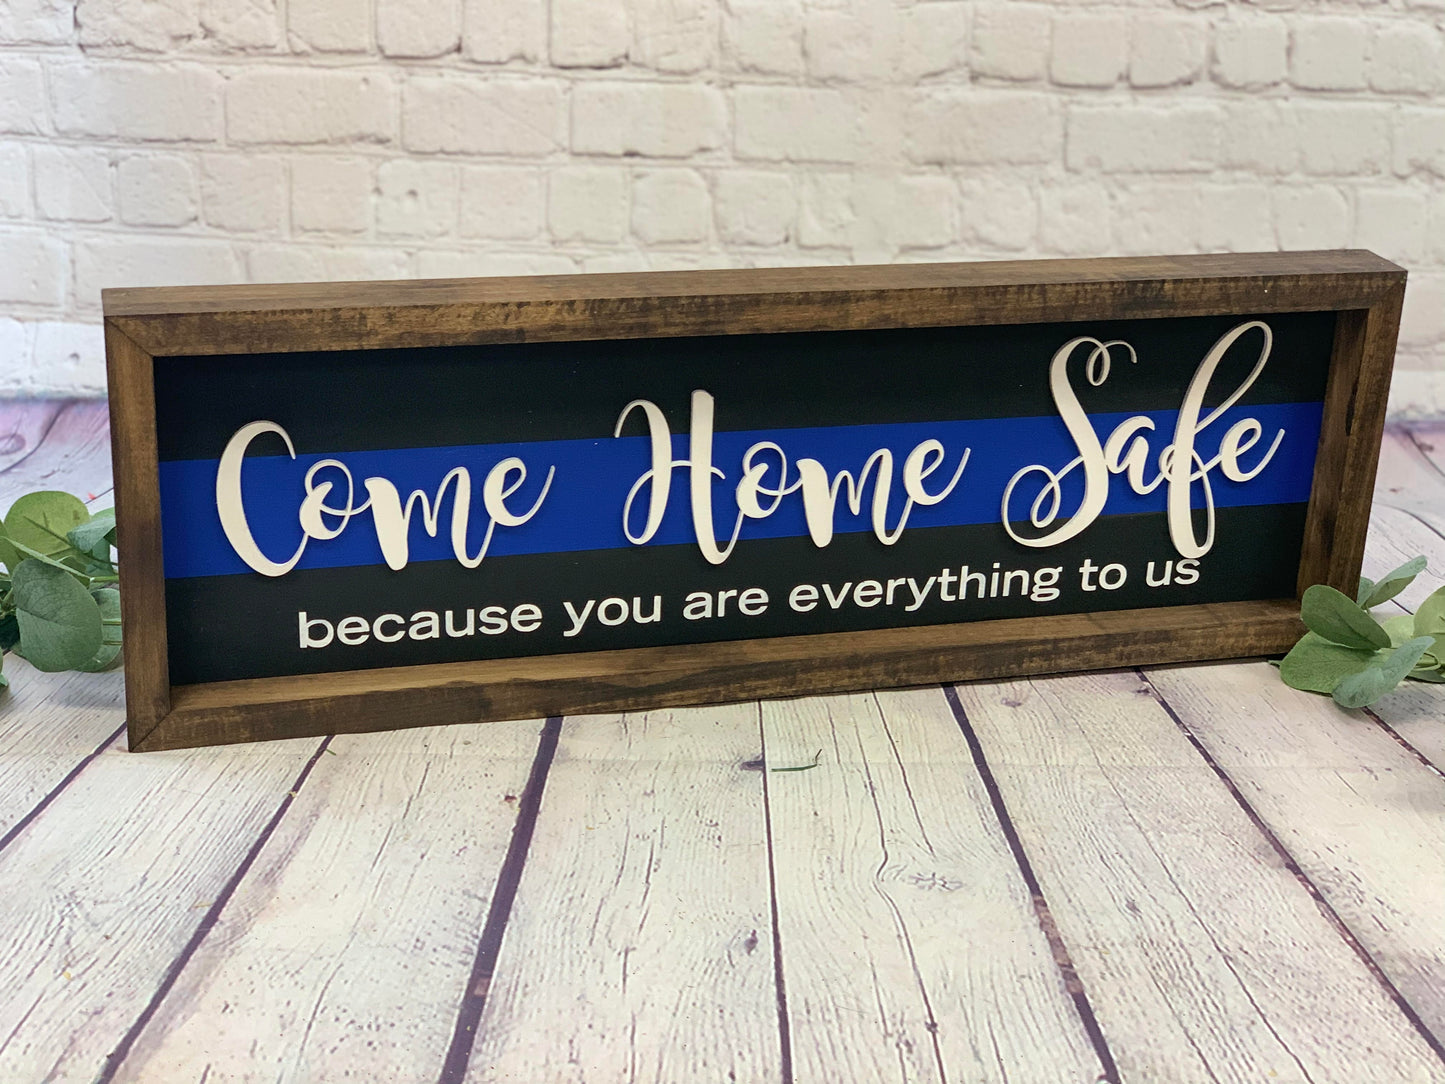 Come Home Safe
because you are everything to us